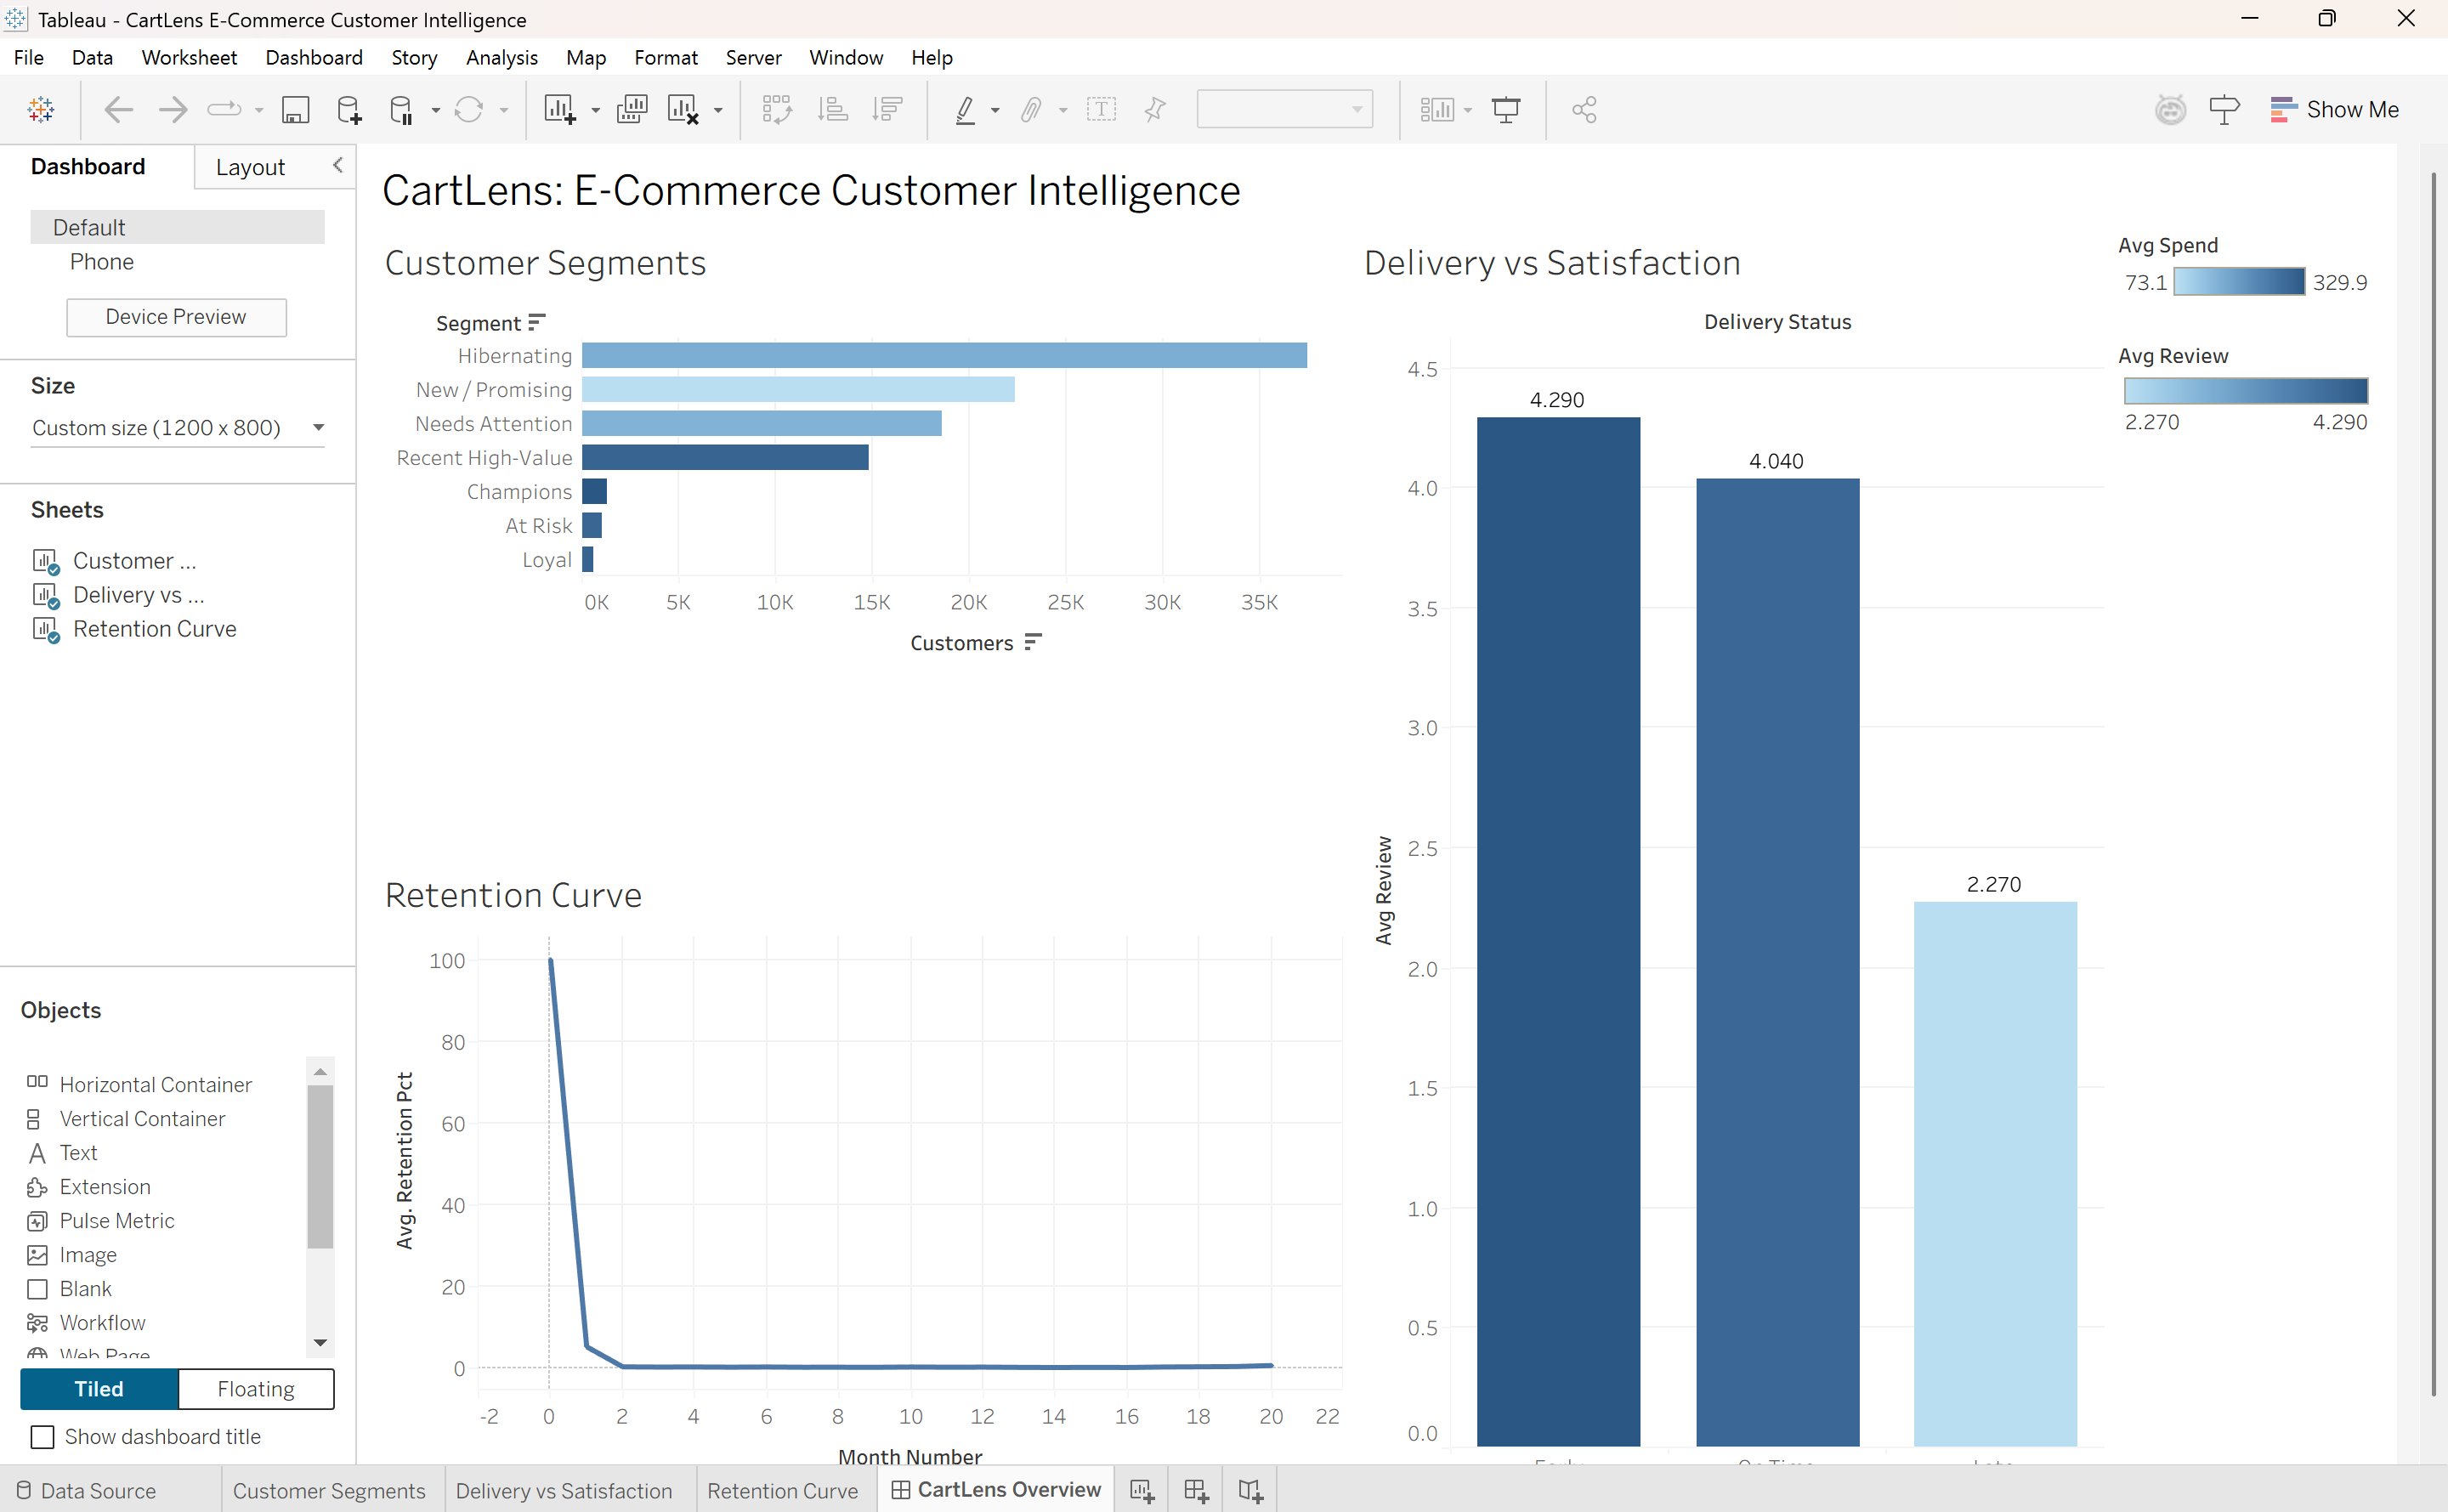 Tableau - CartLens E-Commerce Customer Intelligence
File Data Worksheet Dashboard Story Analysis Map Format Server Window Help
Show Me
Dashboard Layout
Default
Phone
Device Preview
Size
Custom size (1200 x 800)
Sheets
Customer ...
Delivery vs ...
Retention Curve
Objects
Horizontal Container
Vertical Container
Text
Extension
Pulse Metric
Image
Blank
Workflow
Web Page
Tiled Floating
Show dashboard title
CartLens: E-Commerce Customer Intelligence
Customer Segments
Segment
Hibernating
New / Promising
Needs Attention
Recent High-Value
Champions
At Risk
Loyal
0K 5K 10K 15K 20K 25K 30K 35K
Customers
Retention Curve
Avg. Retention Pct
100
80
60
40
20
0
-2 0 2 4 6 8 10 12 14 16 18 20 22
Month Number
Delivery vs Satisfaction
Delivery Status
Avg Review
4.5
4.0
3.5
3.0
2.5
2.0
1.5
1.0
0.5
0.0
4.290
4.040
2.270
Early On Time Late
Avg Spend
73.1 329.9
Avg Review
2.270 4.290
Data Source Customer Segments Delivery vs Satisfaction Retention Curve CartLens Overview